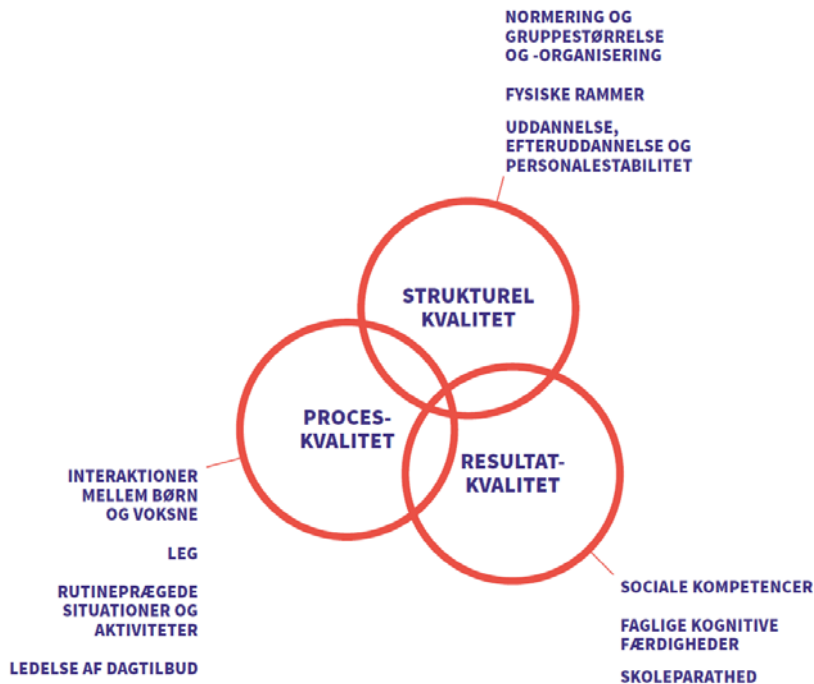 NORMERING OG
GRUPPESTØRRELSE
OG -ORGANISERING
FYSISKE RAMMER
UDDANNELSE,
EFTERUDDANNELSE OG
PERSONALESTABILITET
STRUKTUREL
KVALITET
PROCES-
KVALITET
RESULTAT-
KVALITET
INTERAKTIONER
MELLEM BØRN
OG VOKSNE
LEG
RUTINEPRÆGEDE
SITUATIONER OG
AKTIVITETER
LEDELSE AF DAGTILBUD
SOCIALE KOMPETENCER
FAGLIGE KOGNITIVE
FÆRDIGHEDER
SKOLEPARATHED